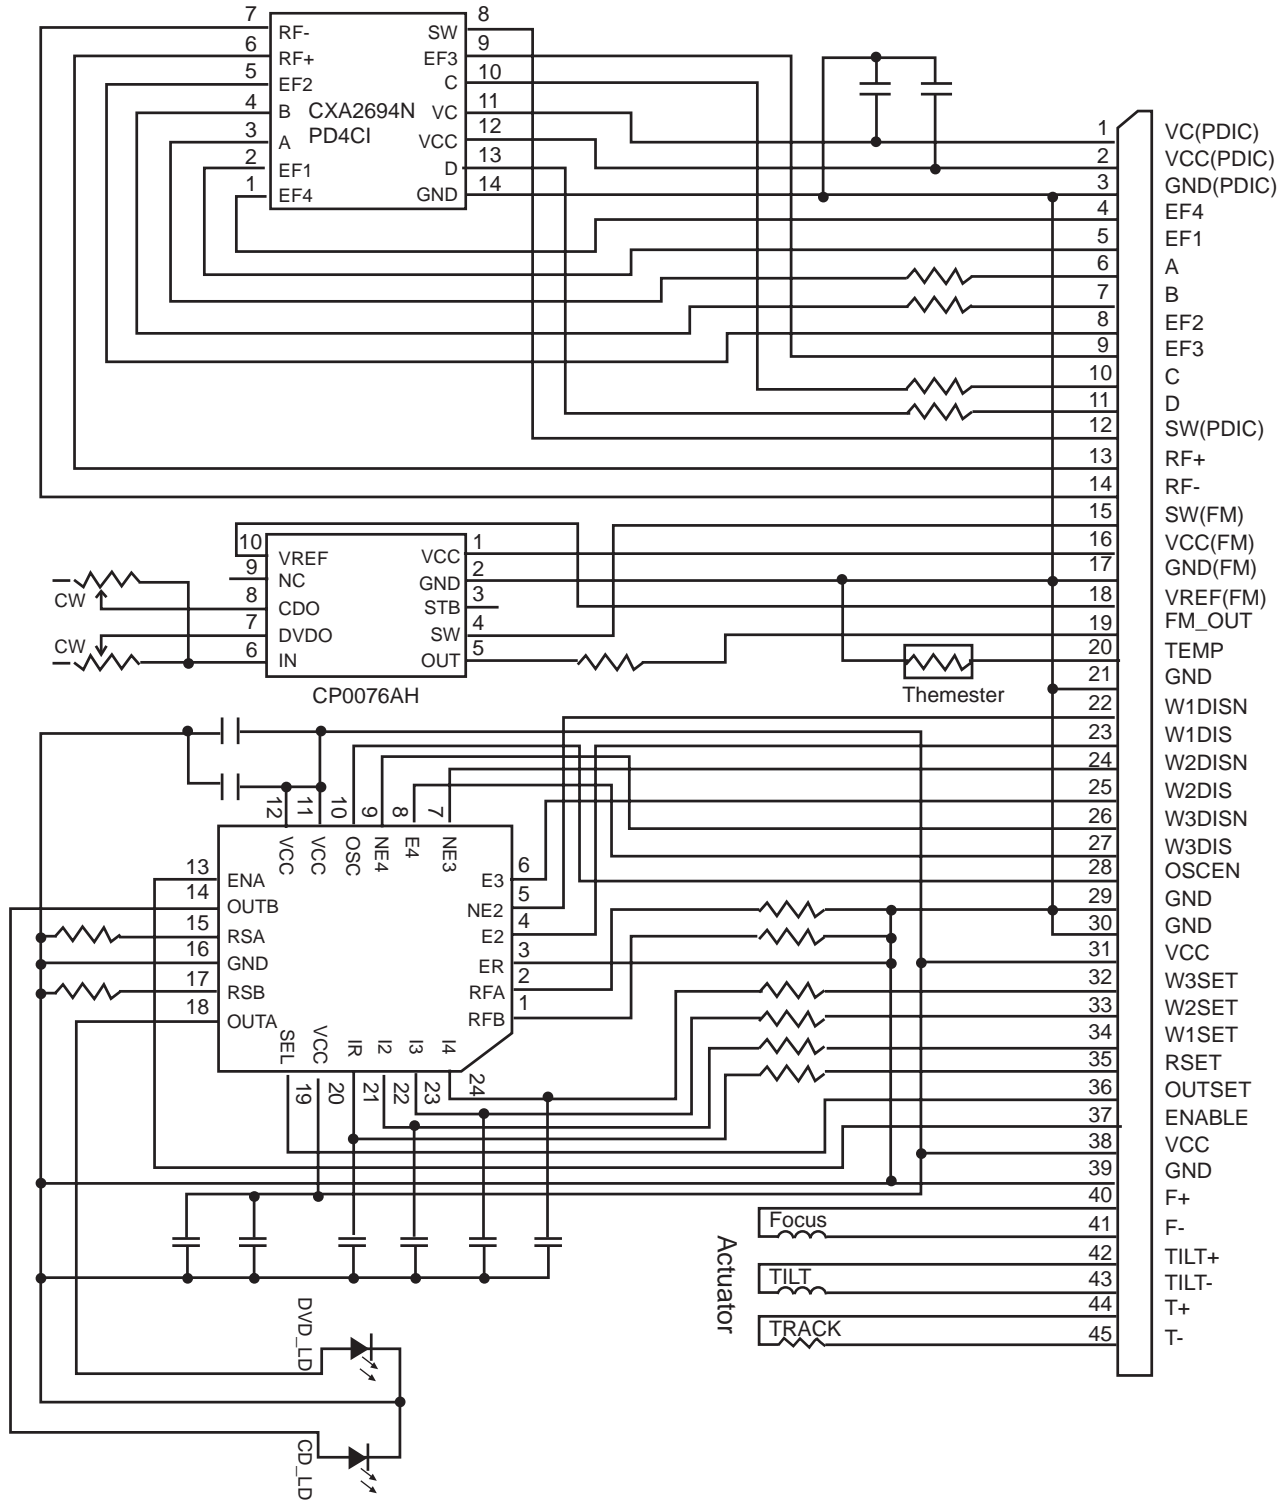 7
RF-
6
RF+
5
EF2
4
B
3
A
2
EF1
1
EF4
CXA2694N
PD4CI
8
SW
9
EF3
10
C
11
VC
12
VCC
13
D
14
GND
1 VC(PDIC)
2 VCC(PDIC)
3 GND(PDIC)
4 EF4
5 EF1
6 A
7 B
8 EF2
9 EF3
10 C
11 D
12 SW(PDIC)
13 RF+
14 RF-
15 SW(FM)
16 VCC(FM)
17 GND(FM)
18 VREF(FM)
19 FM_OUT
20 TEMP
21 GND
22 W1DISN
23 W1DIS
24 W2DISN
25 W2DIS
26 W3DISN
27 W3DIS
28 OSCEN
29 GND
30 GND
31 VCC
32 W3SET
33 W2SET
34 W1SET
35 RSET
36 OUTSET
37 ENABLE
38 VCC
39 GND
40 F+
41 F-
42 TILT+
43 TILT-
44 T+
45 T-
10
VREF
9
NC
8
CDO
7
DVDO
6
IN
CW
CW
1
VCC
2
GND
3
STB
4
SW
5
OUT
CP0076AH
Themester
12
VCC
11
VCC
10
OSC
9
NE4
8
E4
7
NE3
13
ENA
14
OUTB
15
RSA
16
GND
17
RSB
18
OUTA
6
E3
5
NE2
4
E2
3
ER
2
RFA
1
RFB
SEL
19
VCC
20
IR
21
I2
22
I3
23
I4
24
Actuator
Focus
TILT
TRACK
DVD_LD
CD_LD